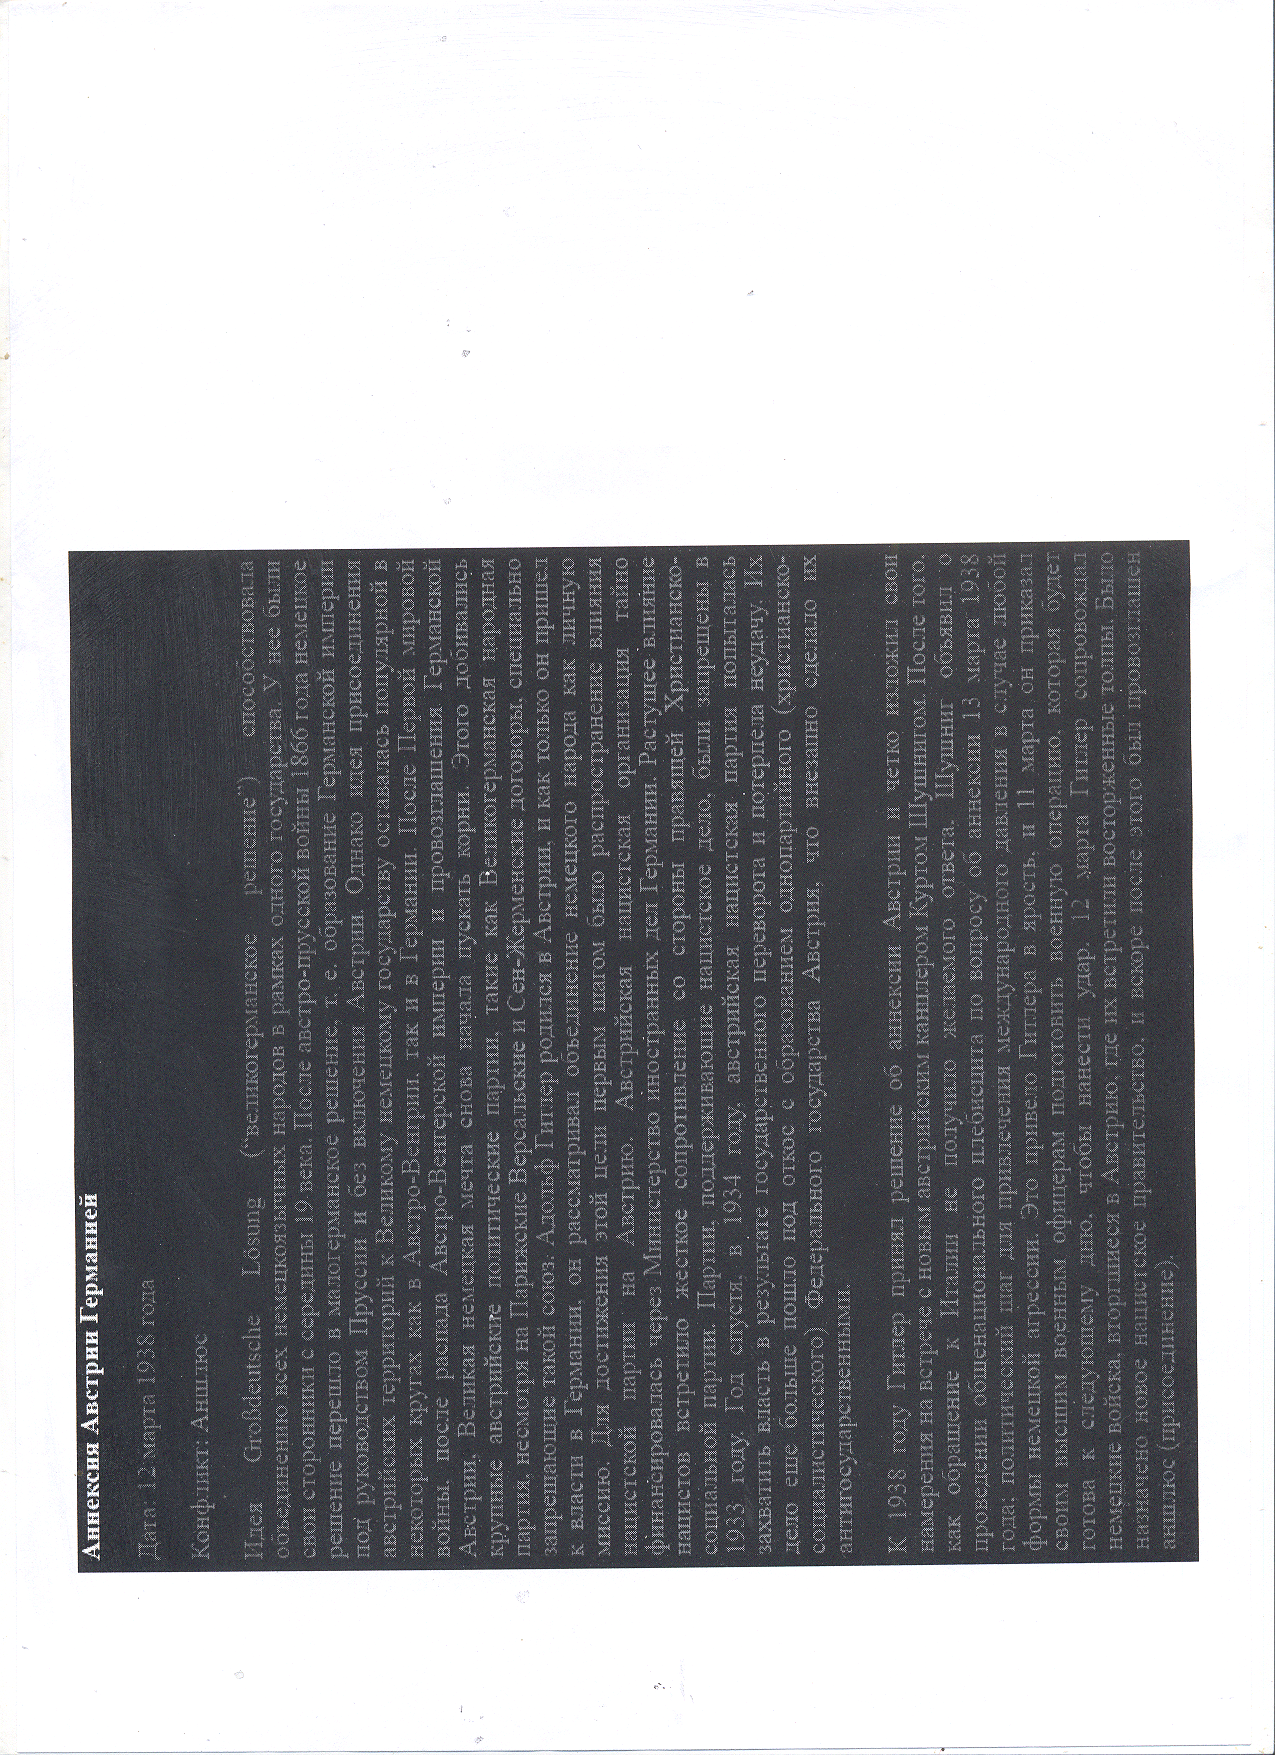 Аннексия Австрии Германией
Дата: 12 марта 1938 года
Конфликт: Аншлюс
Идея Großdeutsche Lösung ("великогерманское решение") способствовала
объединению всех немецкоязычных народов в рамках одного государства. У нее были
свои сторонники с середины 19 века. После австро-прусской войны 1866 года немецкое
решение перешло в малогерманское решение, т. е. образование Германской империи
под руководством Пруссии и без включения Австрии. Однако идея присоединения
австрийских территорий к Великому немецкому государству оставалась популярной в
некоторых кругах как в Австро-Венгрии, так и в Германии. После Первой мировой
войны, после распада Австро-Венгерской империи и провозглашения Германской
Австрии, Великая немецкая мечта снова начала пускать корни. Этого добивались
крупные австрийские политические партии, такие как Великогерманская народная
партия, несмотря на Парижские Версальские и Сен-Жерменские договоры, специально
запрещающие такой союз. Адольф Гитлер родился в Австрии, и как только он пришел
к власти в Германии, он рассматривал объединение немецкого народа как личную
миссию. Для достижения этой цели первым шагом было распространение влияния
нацистской партии на Австрию. Австрийская нацистская организация тайно
финансировалась через Министерство иностранных дел Германии. Растущее влияние
нацистов встретило жесткое сопротивление со стороны правящей Христианско-
социальной партии. Партии, поддерживающие нацистское дело, были запрещены в
1933 году. Год спустя, в 1934 году, австрийская нацистская партия попыталась
захватить власть в результате государственного переворота и потерпела неудачу. Их
дело еще больше пошло под откос с образованием однопартийного (христианско-
социалистического) Федерального государства Австрии, что внезапно сделало их
антигосударственными.
К 1938 году Гитлер принял решение об аннексии Австрии и четко изложил свои
намерения на встрече с новым австрийским канцлером Куртом Шушнигом. После того,
как обращение к Италии не получило желаемого ответа. Шушниг объявил о
проведении общенационального плебисцита по вопросу об аннексии 13 марта 1938
года; политический шаг для привлечения международного давления в случае любой
формы немецкой агрессии. Это привело Гитлера в ярость, и 11 марта он приказал
своим высшим военным офицерам подготовить военную операцию, которая будет
готова к следующему дню, чтобы нанести удар. 12 марта Гитлер сопровождал
немецкие войска, вторгшиеся в Австрию, где их встретили восторженные толпы. Было
назначено новое нацистское правительство, и вскоре после этого был провозглашен
аншлюс (присоединение).